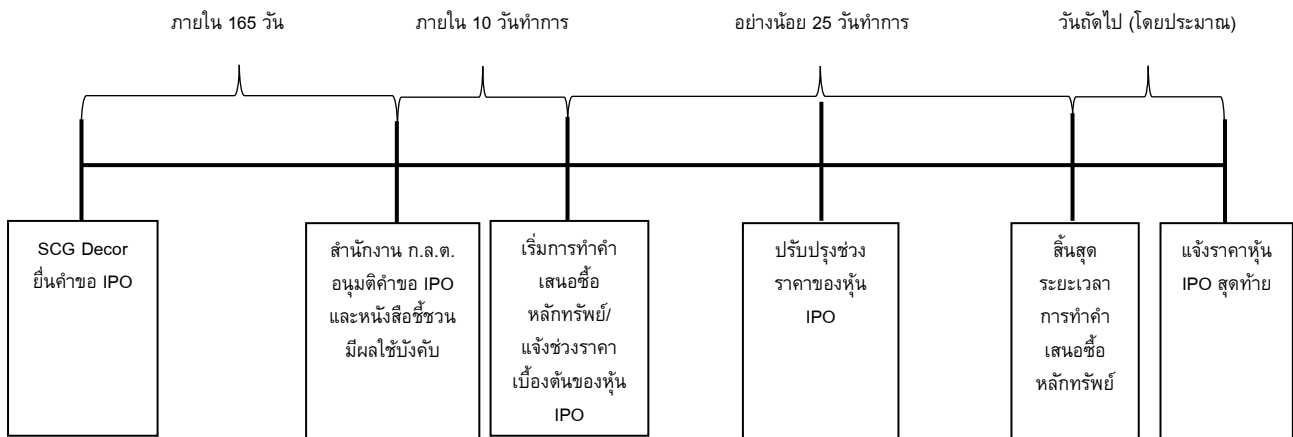 ภายใน 165 วัน
ภายใน 10 วันทำการ
อย่างน้อย 25 วันทำการ
วันถัดไป (โดยประมาณ)
SCG Decor
ยื่นคำขอ IPO
สำนักงาน ก.ล.ต.
อนุมัติคำขอ IPO
และหนังสือชี้ชวน
มีผลใช้บังคับ
เริ่มการทำคำ
เสนอซื้อ
หลักทรัพย์/
แจ้งช่วงราคา
เบื้องต้นของหุ้น
IPO
ปรับปรุงช่วง
ราคาของหุ้น
IPO
สิ้นสุด
ระยะเวลา
การทำคำ
เสนอซื้อ
หลักทรัพย์
แจ้งราคาหุ้น
IPO สุดท้าย